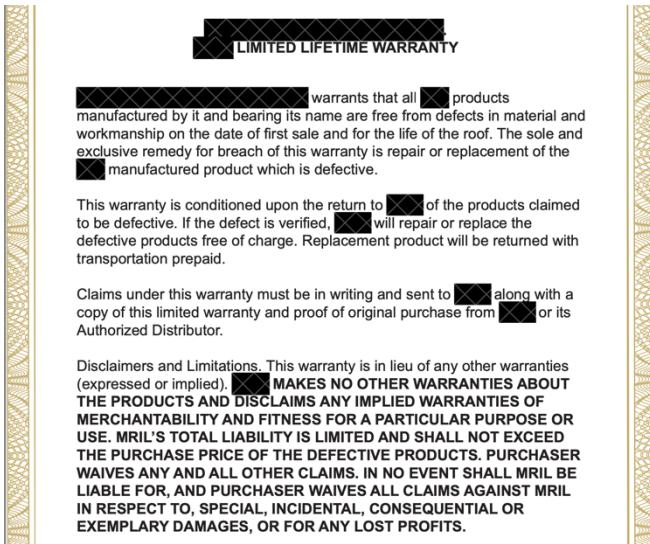 LIMITED LIFETIME WARRANTY
warrants that all products
manufactured by it and bearing its name are free from defects in material and
workmanship on the date of first sale and for the life of the roof. The sole and
exclusive remedy for breach of this warranty is repair or replacement of the
manufactured product which is defective.
This warranty is conditioned upon the return to of the products claimed
to be defective. If the defect is verified, will repair or replace the
defective products free of charge. Replacement product will be returned with
transportation prepaid.
Claims under this warranty must be in writing and sent to along with a
copy of this limited warranty and proof of original purchase from or its
Authorized Distributor.
Disclaimers and Limitations. This warranty is in lieu of any other warranties
(expressed or implied). MAKES NO OTHER WARRANTIES ABOUT
THE PRODUCTS AND DISCLAIMS ANY IMPLIED WARRANTIES OF
MERCHANTABILITY AND FITNESS FOR A PARTICULAR PURPOSE OR
USE. MRIL'S TOTAL LIABILITY IS LIMITED AND SHALL NOT EXCEED
THE PURCHASE PRICE OF THE DEFECTIVE PRODUCTS. PURCHASER
WAIVES ANY AND ALL OTHER CLAIMS. IN NO EVENT SHALL MRIL BE
LIABLE FOR, AND PURCHASER WAIVES ALL CLAIMS AGAINST MRIL
IN RESPECT TO, SPECIAL, INCIDENTAL, CONSEQUENTIAL OR
EXEMPLARY DAMAGES, OR FOR ANY LOST PROFITS.